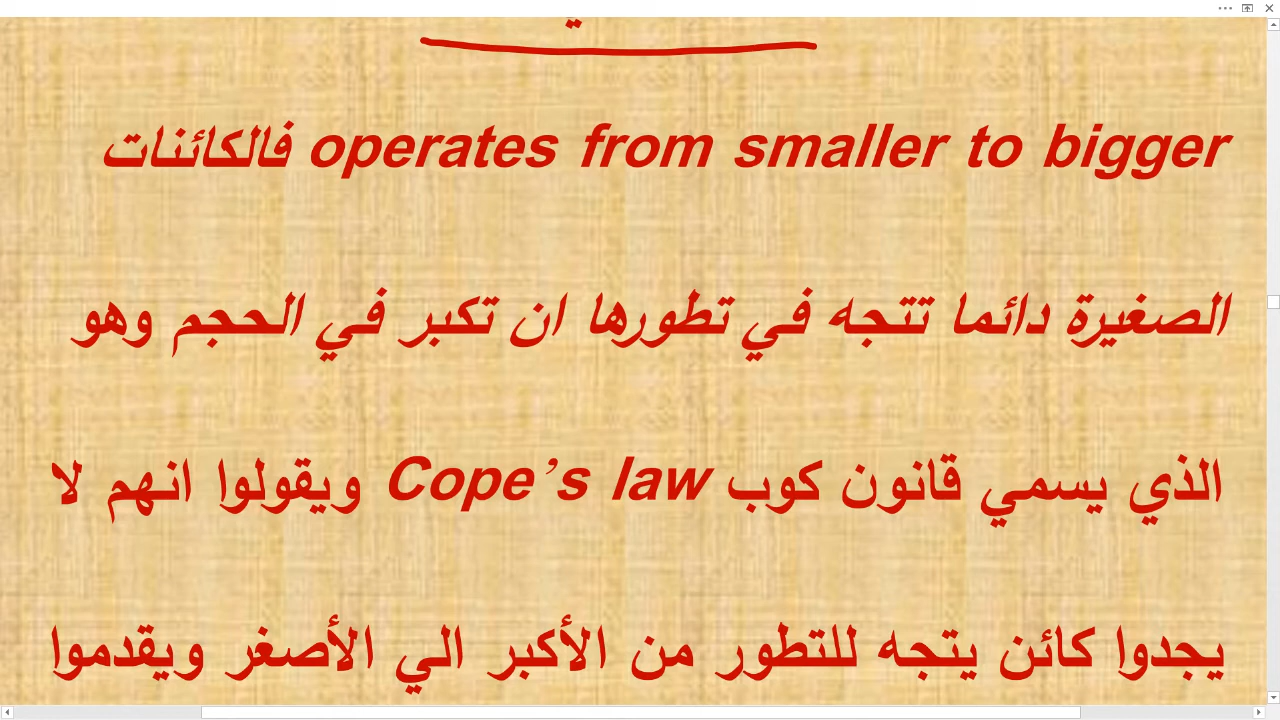 operates from smaller to bigger فالكائنات
الصغيرة دائما تتجه في تطورها ان تكبر في الحجم وهو
الذي يسمي قانون كوب Cope’s law ويقولوا انهم لا
يجدوا كائن يتجه للتطور من الأكبر الي الأصغر ويقدموا